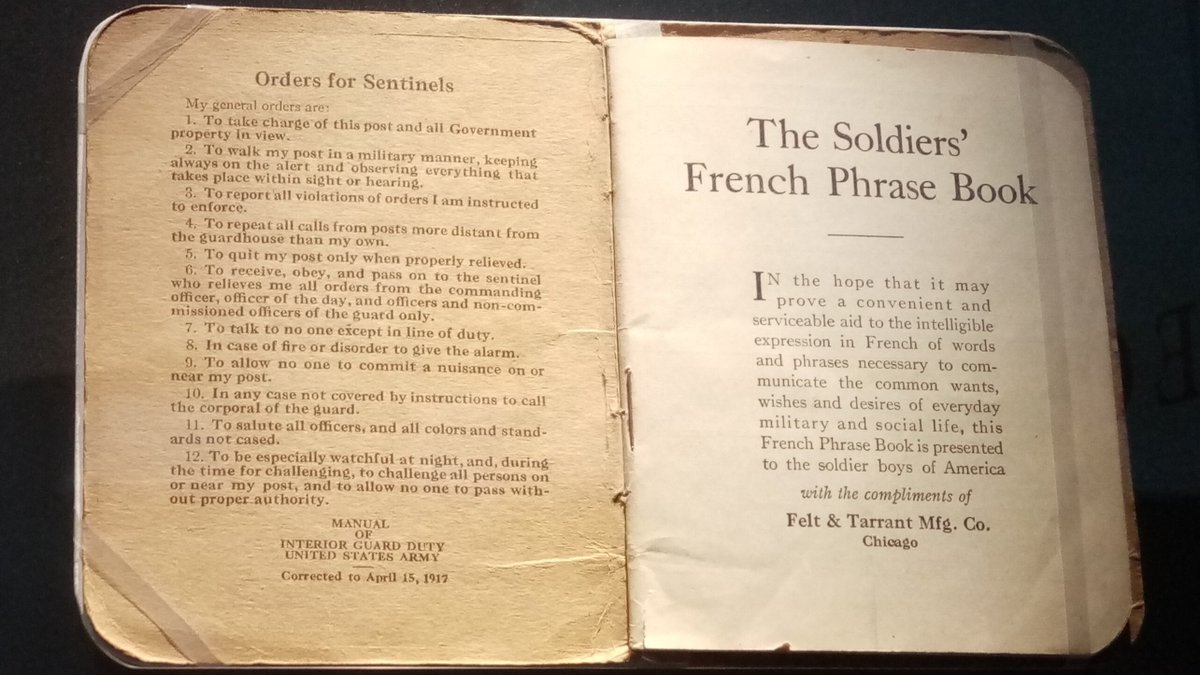 Orders for Sentinels
My general orders are:
1. To take charge of this post and all Government
property in view.
2. To walk my post in a military manner, keeping
always on the alert and observing everything that
takes place within sight or hearing.
3. To report all violations of orders I am instructed
to enforce.
4. To repeat all calls from posts more distant from
the guardhouse than my own.
5. To quit my post only when properly relieved.
6. To receive, obey, and pass on to the sentinel
who relieves me all orders from the commanding
officer, officer of the day, and officers and non-com-
missioned officers of the guard only.
7. To talk to no one except in line of duty.
8. In case of fire or disorder to give the alarm.
9. To allow no one to commit a nuisance on or
near my post.
10. In any case not covered by instructions to call
the corporal of the guard.
11. To salute all officers, and all colors and stand-
ards not cased.
12. To be especially watchful at night, and, during
the time for challenging, to challenge all persons on
or near my post, and to allow no one to pass with-
out proper authority.
MANUAL
OF
INTERIOR GUARD DUTY
UNITED STATES ARMY
Corrected to April 15, 1917
The Soldiers'
French Phrase Book
IN the hope that it may
prove a convenient and
serviceable aid to the intelligible
expression in French of words
and phrases necessary to com-
municate the common wants,
wishes and desires of everyday
military and social life, this
French Phrase Book is presented
to the soldier boys of America
with the compliments of
Felt & Tarrant Mfg. Co.
Chicago